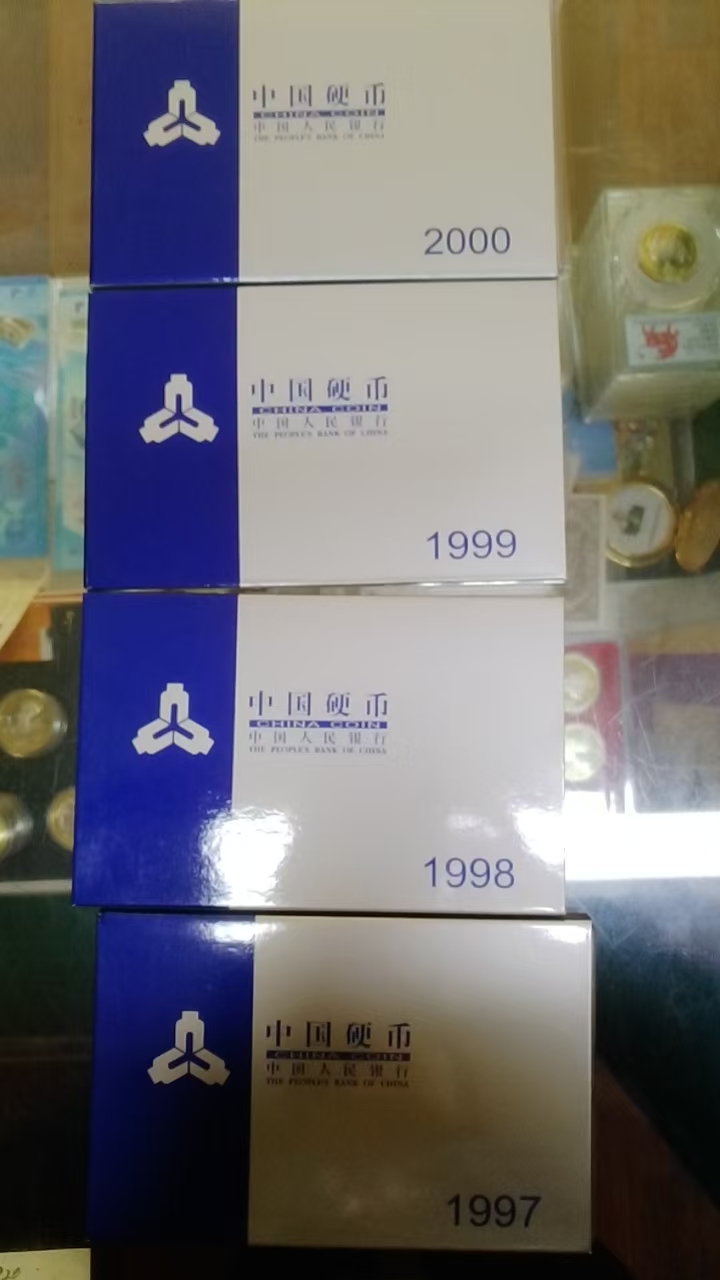 中国硬币
CHINA COIN
中国人民银行
THE PEOPLE'S BANK OF CHINA
2000
中国硬币
CHINA COIN
中国人民银行
THE PEOPLE'S BANK OF CHINA
1999
中国硬币
CHINA COIN
中国人民银行
THE PEOPLE'S BANK OF CHINA
1998
中国硬币
CHINA COIN
中国人民银行
THE PEOPLE'S BANK OF CHINA
1997